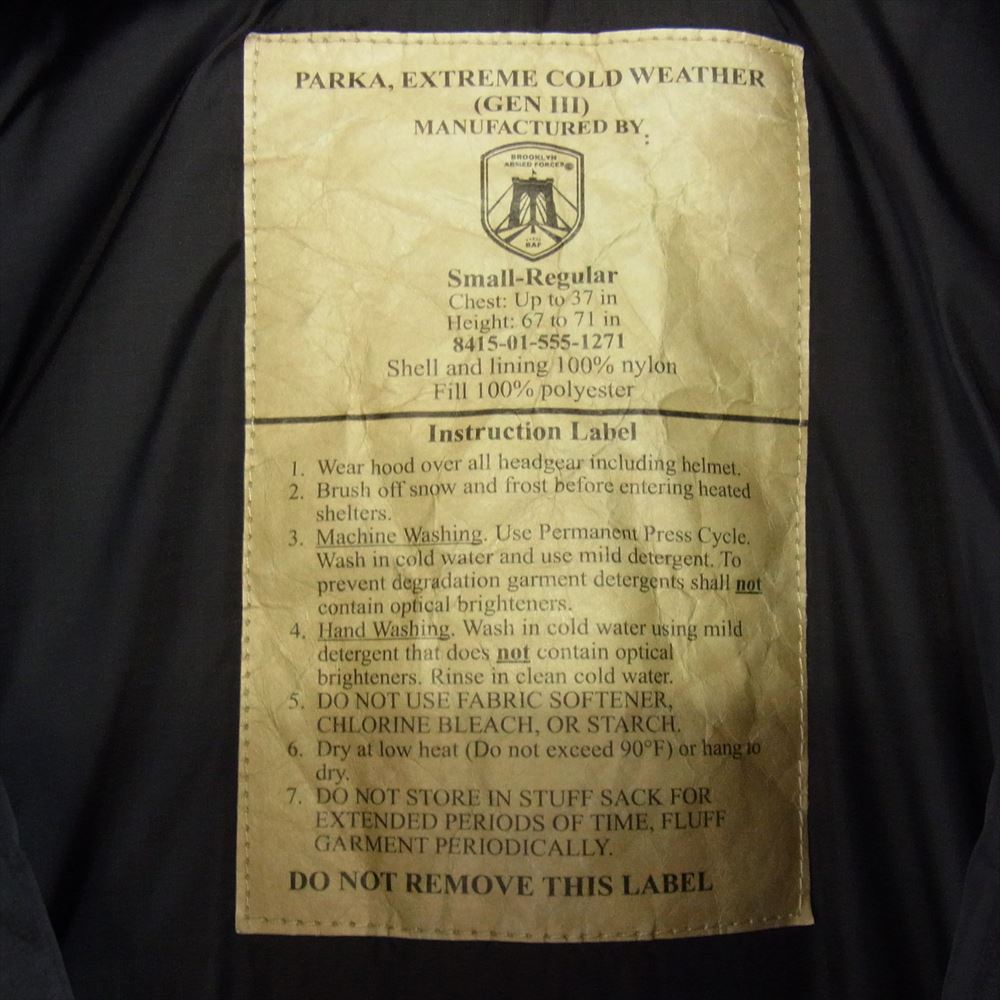 PARKA, EXTREME COLD WEATHER
(GEN III)
MANUFACTURED BY:
BROOKLYN
ARMED FORCES©
BAF
Small-Regular
Chest: Up to 37 in
Height: 67 to 71 in
8415-01-555-1271
Shell and lining 100% nylon
Fill 100% polyester
Instruction Label
1. Wear hood over all headgear including helmet.
2. Brush off snow and frost before entering heated
shelters.
3. Machine Washing. Use Permanent Press Cycle.
Wash in cold water and use mild detergent. To
prevent degradation garment detergents shall not
contain optical brighteners.
4. Hand Washing. Wash in cold water using mild
detergent that does not contain optical
brighteners. Rinse in clean cold water.
5. DO NOT USE FABRIC SOFTENER,
CHLORINE BLEACH, OR STARCH.
6. Dry at low heat (Do not exceed 90°F) or hang to
dry.
7. DO NOT STORE IN STUFF SACK FOR
EXTENDED PERIODS OF TIME, FLUFF
GARMENT PERIODICALLY.
DO NOT REMOVE THIS LABEL